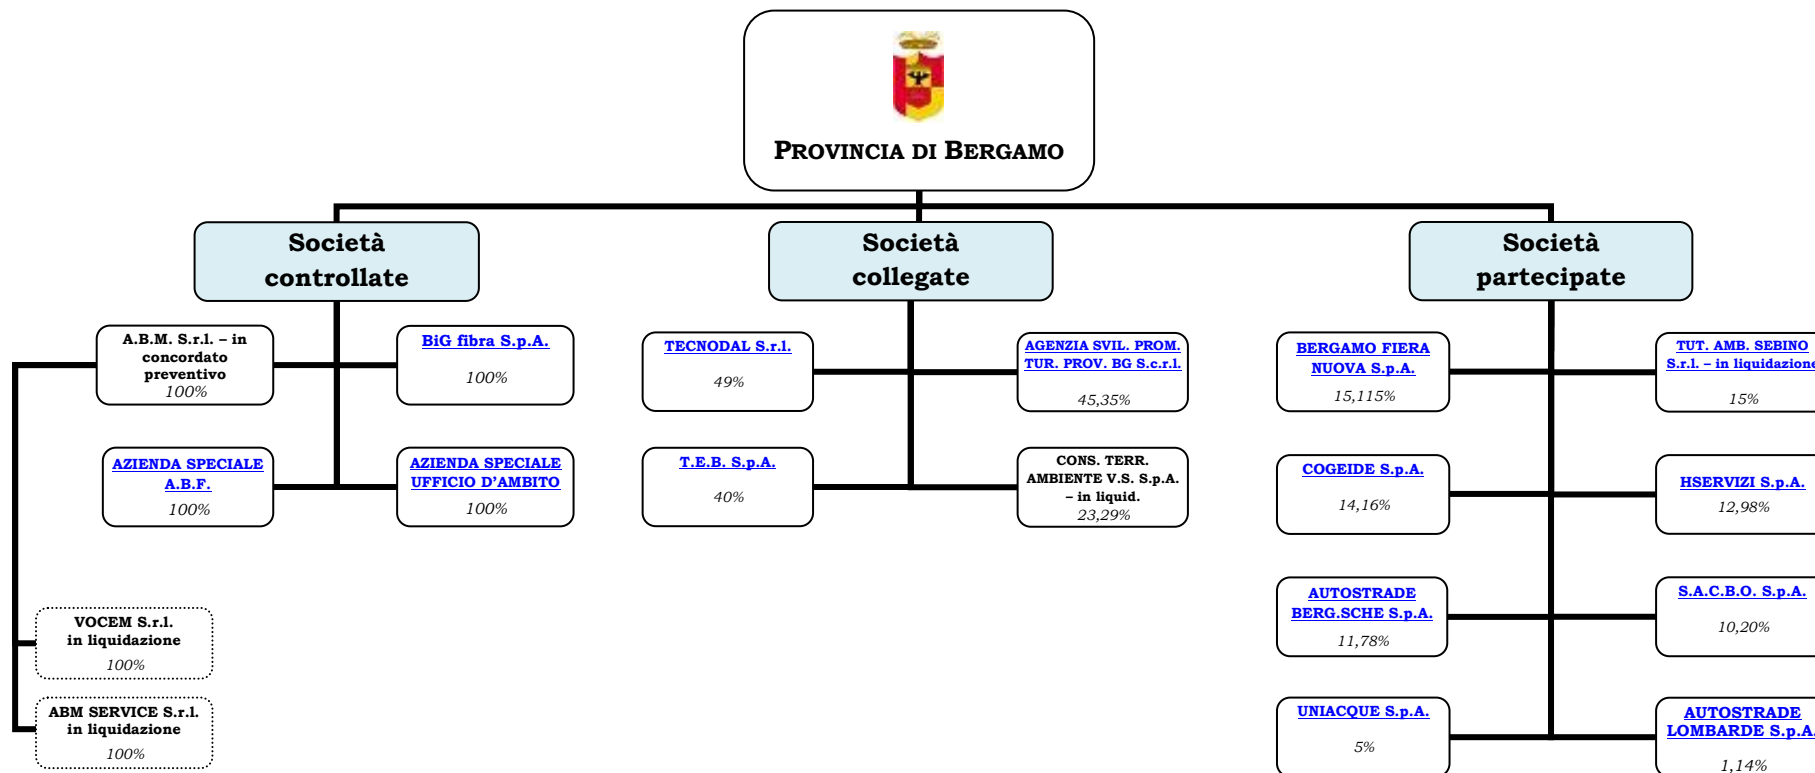 PROVINCIA DI BERGAMO
Società
controllate
Società
collegate
Società
partecipate
A.B.M. S.r.l. – in
concordato
preventivo
100%
BiG fibra S.p.A.
100%
AZIENDA SPECIALE
A.B.F.
100%
AZIENDA SPECIALE
UFFICIO D’AMBITO
100%
VOCEM S.r.l.
in liquidazione
100%
ABM SERVICE S.r.l.
in liquidazione
100%
TECNODAL S.r.l.
49%
AGENZIA SVIL. PROM.
TUR. PROV. BG S.c.r.l.
45,35%
T.E.B. S.p.A.
40%
CONS. TERR.
AMBIENTE V.S. S.p.A.
– in liquid.
23,29%
BERGAMO FIERA
NUOVA S.p.A.
15,115%
TUT. AMB. SEBINO
S.r.l. – in liquidazione
15%
COGEIDE S.p.A.
14,16%
HSERVIZI S.p.A.
12,98%
AUTOSTRADE
BERG.SCHE S.p.A.
11,78%
S.A.C.B.O. S.p.A.
10,20%
UNIACQUE S.p.A.
5%
AUTOSTRADE
LOMBARDE S.p.A.
1,14%